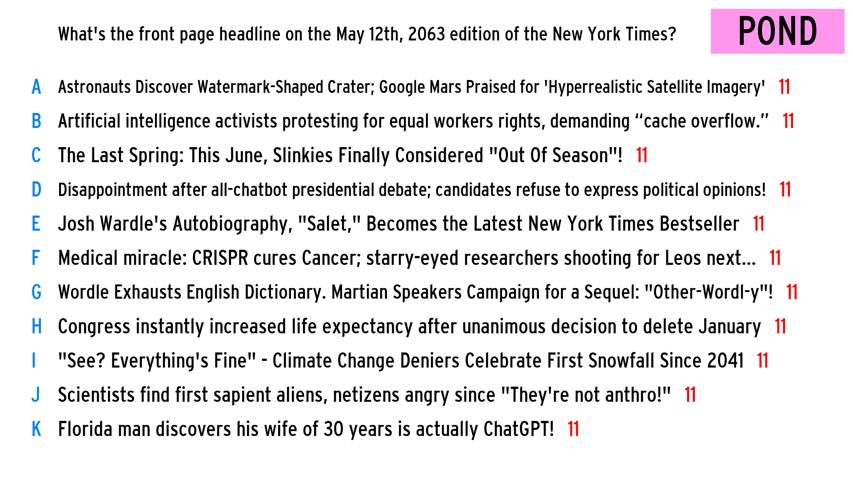 What's the front page headline on the May 12th, 2063 edition of the New York Times?
POND
A Astronauts Discover Watermark-Shaped Crater; Google Mars Praised for 'Hyperrealistic Satellite Imagery' 11
B Artificial intelligence activists protesting for equal workers rights, demanding “cache overflow.” 11
C The Last Spring: This June, Slinkies Finally Considered "Out Of Season"! 11
D Disappointment after all-chatbot presidential debate; candidates refuse to express political opinions! 11
E Josh Wardle's Autobiography, "Salet," Becomes the Latest New York Times Bestseller 11
F Medical miracle: CRISPR cures Cancer; starry-eyed researchers shooting for Leos next... 11
G Wordle Exhausts English Dictionary. Martian Speakers Campaign for a Sequel: "Other-Wordl-y"! 11
H Congress instantly increased life expectancy after unanimous decision to delete January 11
I "See? Everything's Fine" - Climate Change Deniers Celebrate First Snowfall Since 2041 11
J Scientists find first sapient aliens, netizens angry since "They're not anthro!" 11
K Florida man discovers his wife of 30 years is actually ChatGPT! 11